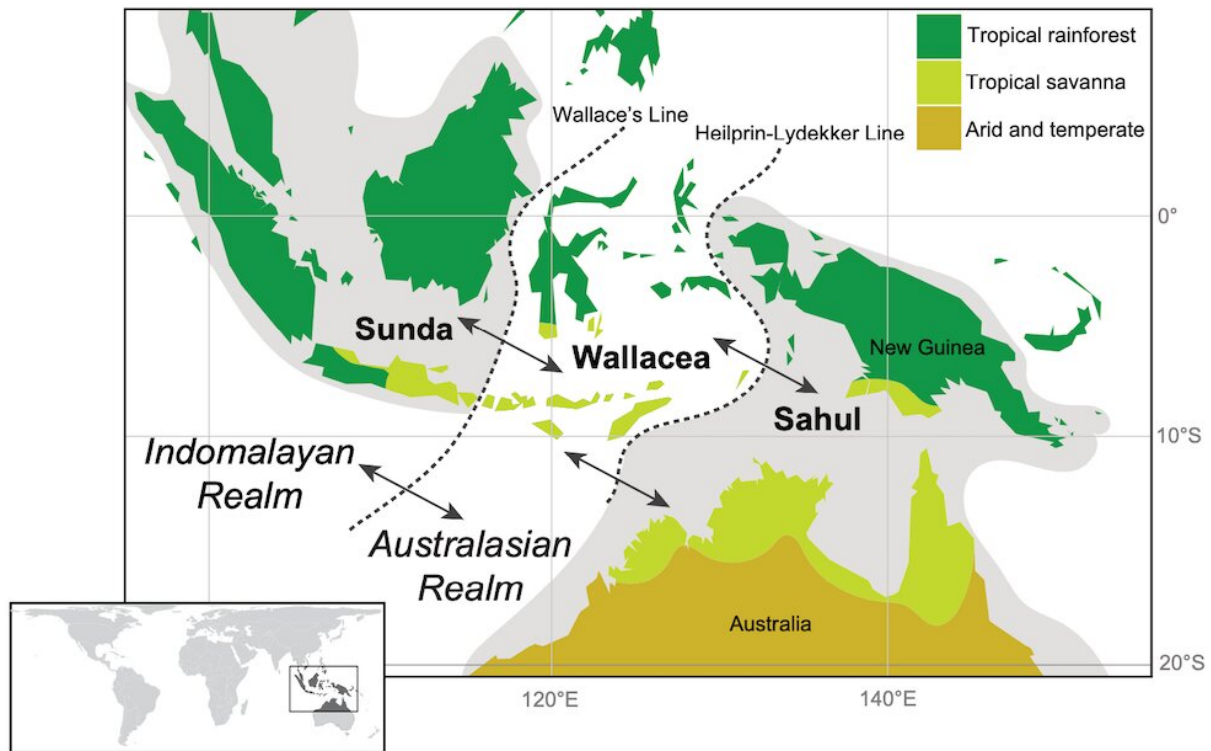 Tropical rainforest
Tropical savanna
Arid and temperate
Wallace's Line
Heilprin-Lydekker Line
0°
Sunda
Wallacea
New Guinea
Sahul
10°S
Indomalayan
Realm
Australasian
Realm
Australia
20°S
120°E
140°E